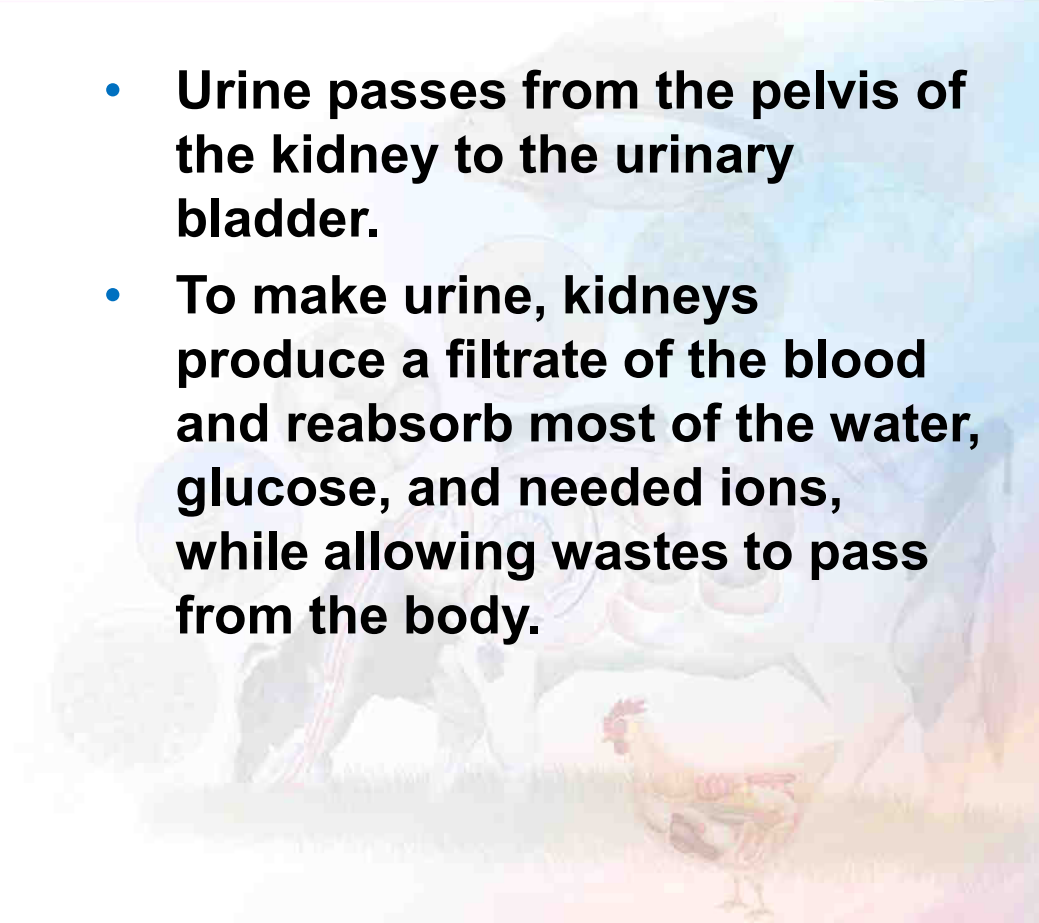 • Urine passes from the pelvis of
the kidney to the urinary
bladder.
• To make urine, kidneys
produce a filtrate of the blood
and reabsorb most of the water,
glucose, and needed ions,
while allowing wastes to pass
from the body.